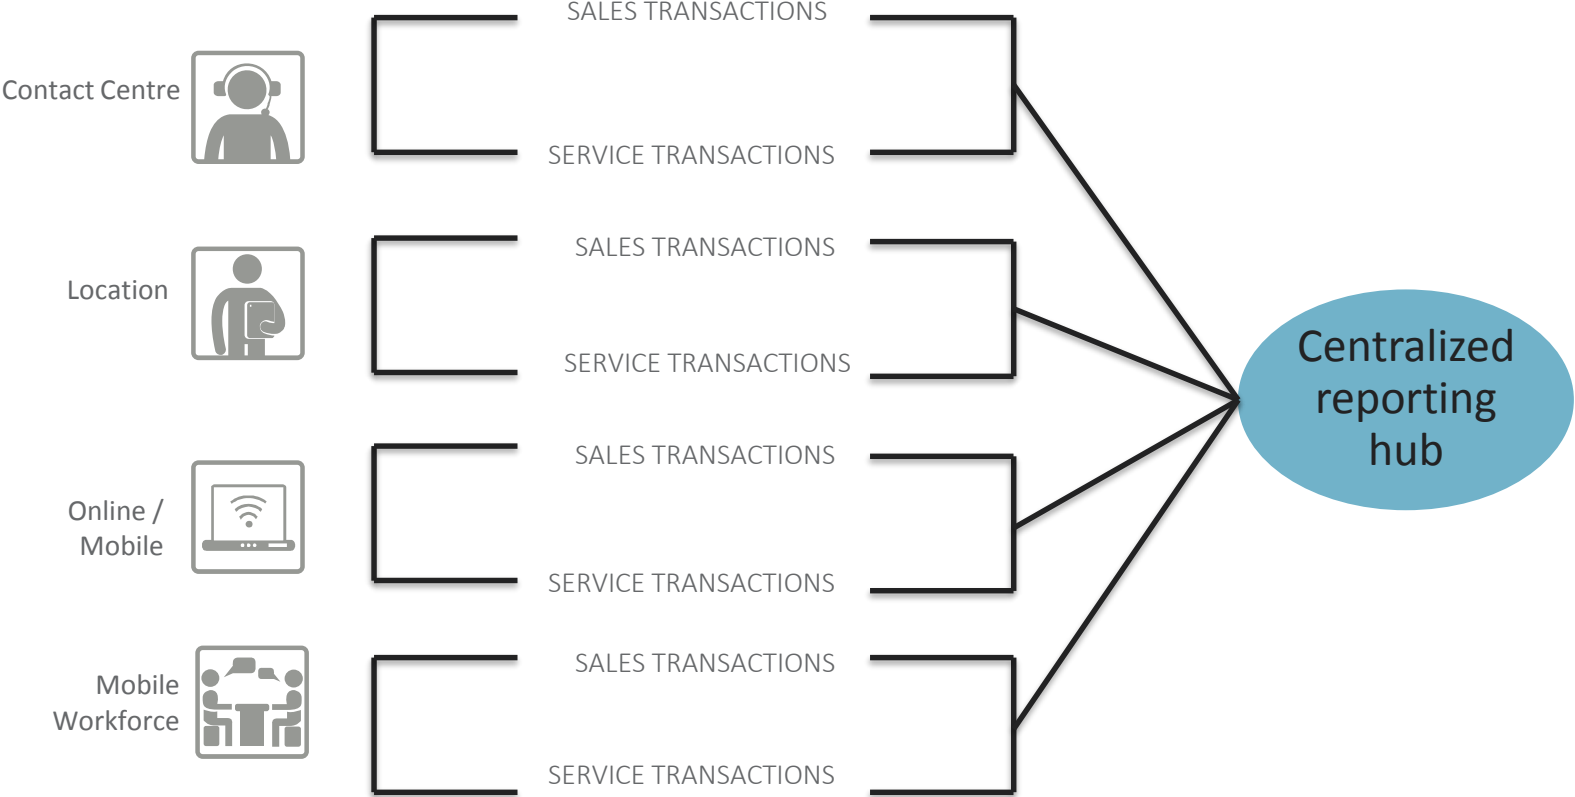 SALES TRANSACTIONS
Contact Centre
SERVICE TRANSACTIONS
SALES TRANSACTIONS
Location
SERVICE TRANSACTIONS
Centralized
reporting
hub
SALES TRANSACTIONS
Online /
Mobile
SERVICE TRANSACTIONS
SALES TRANSACTIONS
Mobile
Workforce
SERVICE TRANSACTIONS